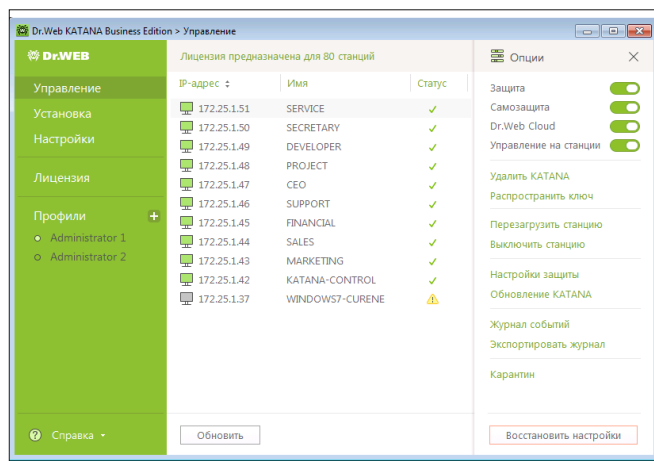 Dr.Web KATANA Business Edition > Управление
Dr.WEB
Управление
Установка
Настройки
Лицензия
Профили
Administrator 1
Administrator 2
Справка
Лицензия предназначена для 80 станций
IP-адрес Имя Статус
172.25.1.51 SERVICE
172.25.1.50 SECRETARY
172.25.1.49 DEVELOPER
172.25.1.48 PROJECT
172.25.1.47 CEO
172.25.1.46 SUPPORT
172.25.1.45 FINANCIAL
172.25.1.44 SALES
172.25.1.43 MARKETING
172.25.1.42 KATANA-CONTROL
172.25.1.37 WINDOWS7-CURENE
Обновить
Опции
Защита
Самозащита
Dr.Web Cloud
Управление на станции
Удалить KATANA
Распространить ключ
Перезагрузить станцию
Выключить станцию
Настройки защиты
Обновление KATANA
Журнал событий
Экспортировать журнал
Карантин
Восстановить настройки